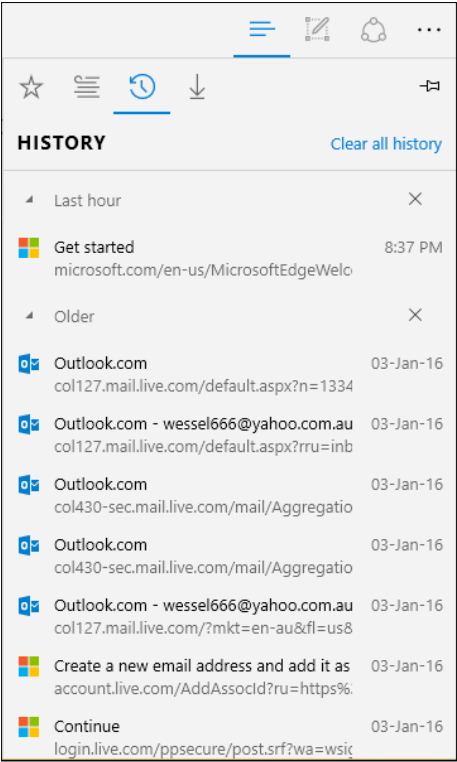 HISTORY
Clear all history
Last hour
Get started
8:37 PM
microsoft.com/en-us/MicrosoftEdgeWelc
Older
Outlook.com
03-Jan-16
col127.mail.live.com/default.aspx?n=1334
Outlook.com - wessel666@yahoo.com.au
03-Jan-16
col127.mail.live.com/default.aspx?rru=inb
Outlook.com
03-Jan-16
col430-sec.mail.live.com/mail/Aggregatio
Outlook.com
03-Jan-16
col430-sec.mail.live.com/mail/Aggregatio
Outlook.com - wessel666@yahoo.com.au
03-Jan-16
col127.mail.live.com/?mkt=en-au&fl=us8
Create a new email address and add it as
03-Jan-16
account.live.com/AddAssocId?ru=https%
Continue
03-Jan-16
login.live.com/ppsecure/post.srf?wa=wsig